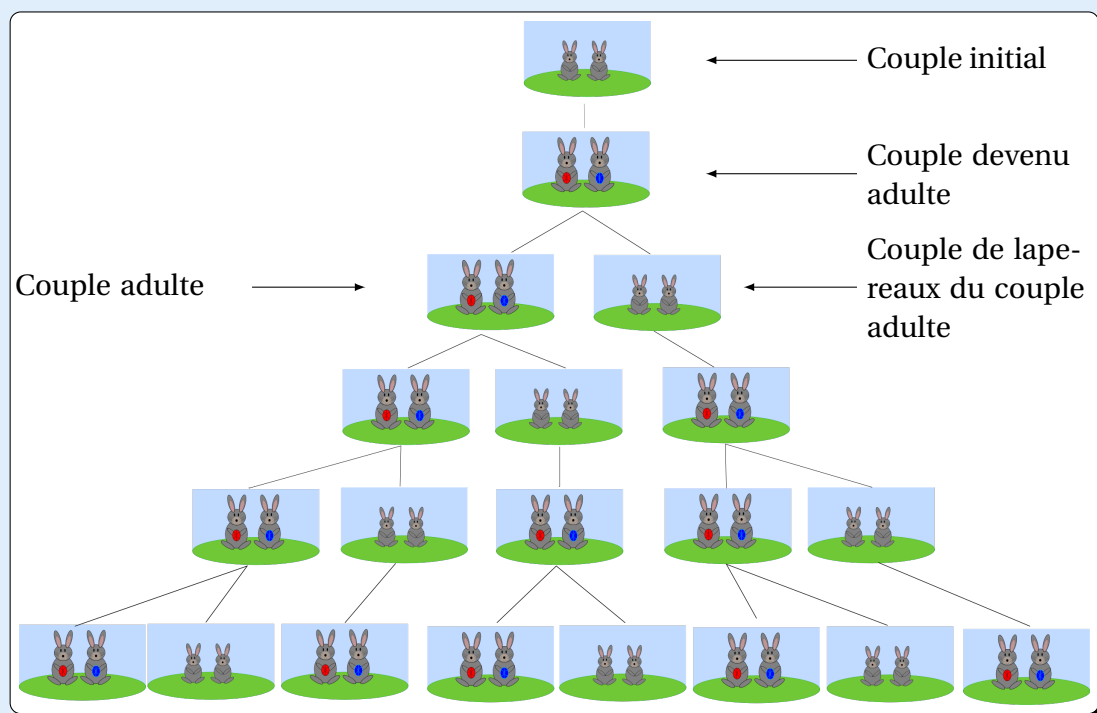 Couple initial
Couple devenu
adulte
Couple adulte
Couple de lape-
reaux du couple
adulte